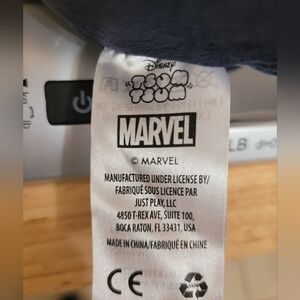 Disney
TSUM
TSUM
MARVEL
© MARVEL
MANUFACTURED UNDER LICENSE BY/
FABRIQUÉ SOUS LICENCE PAR
JUST PLAY, LLC
4850 T-REX AVE, SUITE 100,
BOCA RATON, FL 33431, USA
MADE IN CHINA/FABRIQUÉ EN CHINE
CE
LB